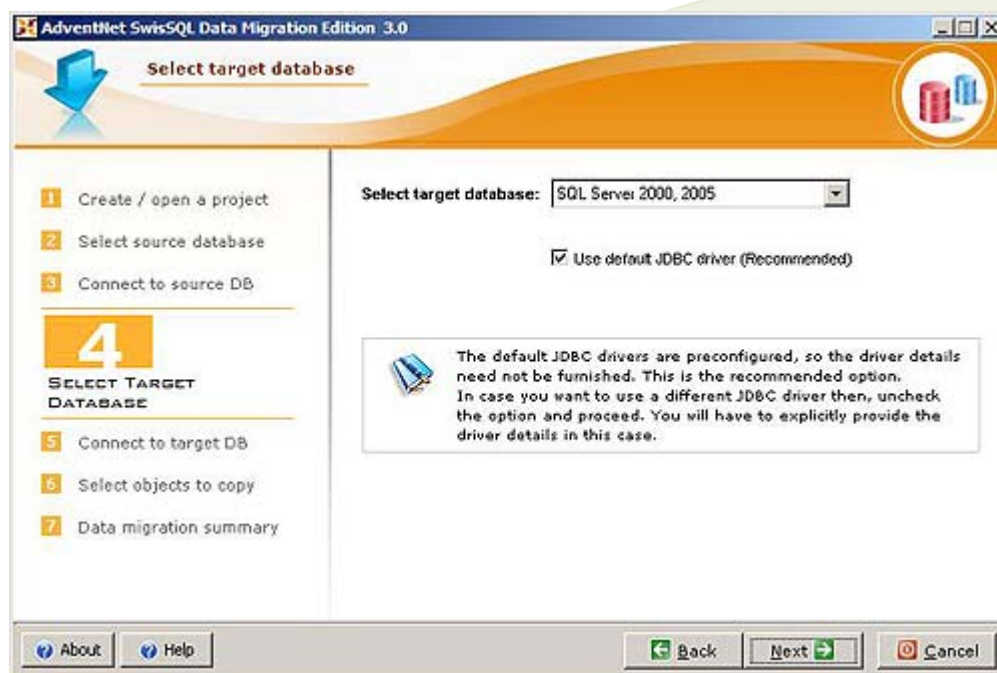 AdventNet SwisSQL Data Migration Edition 3.0
Select target database
1 Create / open a project
2 Select source database
3 Connect to source DB
4
SELECT TARGET
DATABASE
5 Connect to target DB
6 Select objects to copy
7 Data migration summary
Select target database: SQL Server 2000, 2005
Use default JDBC driver (Recommended)
The default JDBC drivers are preconfigured, so the driver details
need not be furnished. This is the recommended option.
In case you want to use a different JDBC driver then, uncheck
the option and proceed. You will have to explicitly provide the
driver details in this case.
About Help Back Next Cancel